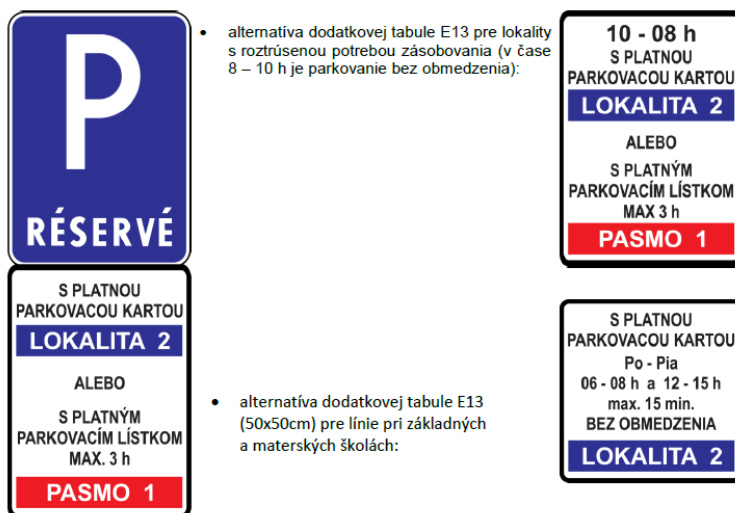 P
RÉSERVÉ
S PLATNOU
PARKOVACOU KARTOU
LOKALITA 2
ALEBO
S PLATNÝM
PARKOVACÍM LÍSTKOM
MAX. 3 h
PASMO 1
• alternatíva dodatkovej tabule E13 pre lokality
s roztrúsenou potrebou zásobovania (v čase
8 – 10 h je parkovanie bez obmedzenia):
10 - 08 h
S PLATNOU
PARKOVACOU KARTOU
LOKALITA 2
ALEBO
S PLATNÝM
PARKOVACÍM LÍSTKOM
MAX 3 h
PASMO 1
• alternatíva dodatkovej tabule E13
(50x50cm) pre línie pri základných
a materských školách:
S PLATNOU
PARKOVACOU KARTOU
Po - Pia
06 - 08 h a 12 - 15 h
max. 15 min.
BEZ OBMEDZENIA
LOKALITA 2